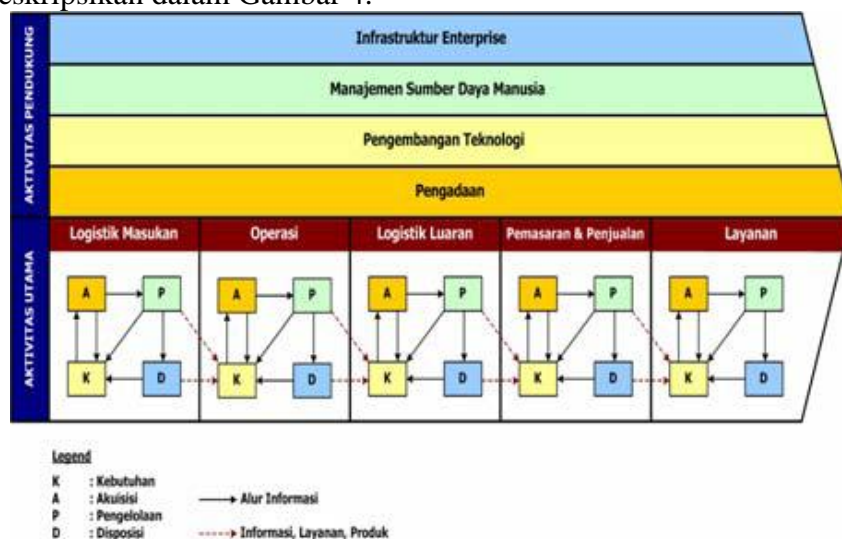 eskripsikan dalam Gambar 4.
AKTIVITAS PENDUKUNG
Infrastruktur Enterprise
Manajemen Sumber Daya Manusia
Pengembangan Teknologi
Pengadaan
AKTIVITAS UTAMA
Logistik Masukan
Operasi
Logistik Luaran
Pemasaran & Penjualan
Layanan
A P A P A P A P A P
K D K D K D K D K D
Legend
K : Kebutuhan
A : Akuisisi
P : Pengelolaan
D : Disposisi
Alur Informasi
Informasi, Layanan, Produk